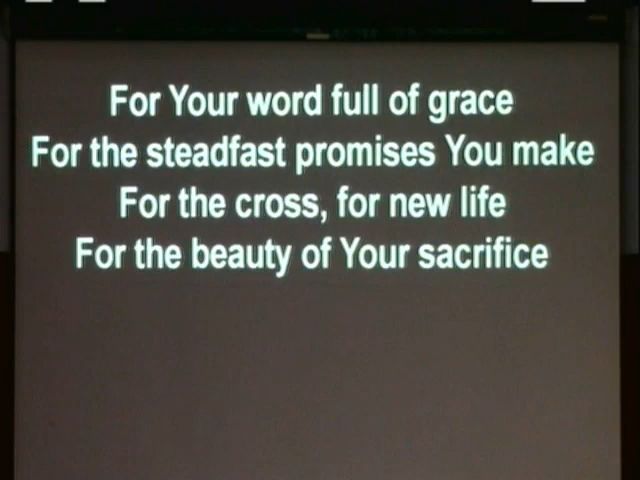 For Your word full of grace
For the steadfast promises You make
For the cross, for new life
For the beauty of Your sacrifice